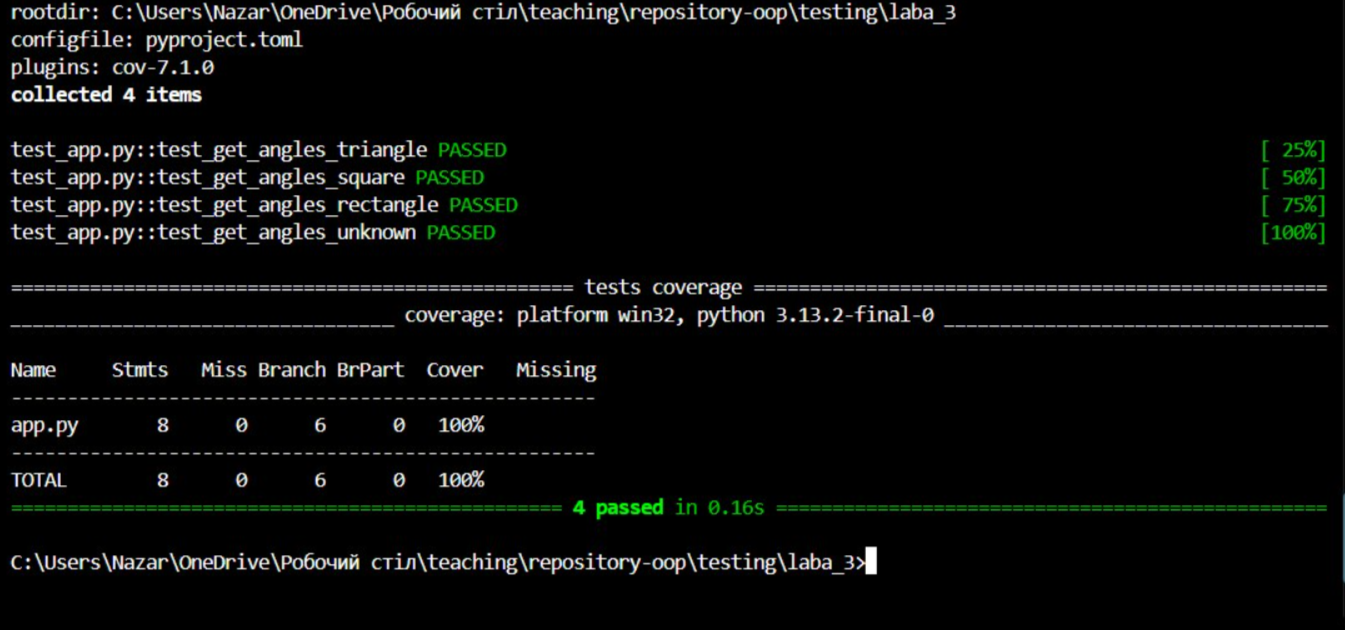 rootdir: C:\Users\Nazar\OneDrive\Робочий стіл\teaching\repository-oop\testing\laba_3
configfile: pyproject.toml
plugins: cov-7.1.0
collected 4 items
test_app.py::test_get_angles_triangle PASSED [ 25%]
test_app.py::test_get_angles_square PASSED [ 50%]
test_app.py::test_get_angles_rectangle PASSED [ 75%]
test_app.py::test_get_angles_unknown PASSED [100%]
================================================== tests coverage ===================================================
__________________________________ coverage: platform win32, python 3.13.2-final-0 __________________________________
Name     Stmts   Miss Branch BrPart  Cover   Missing
----------------------------------------------------
app.py       8      0      6      0   100%
----------------------------------------------------
TOTAL        8      0      6      0   100%
================================================= 4 passed in 0.16s =================================================
C:\Users\Nazar\OneDrive\Робочий стіл\teaching\repository-oop\testing\laba_3>